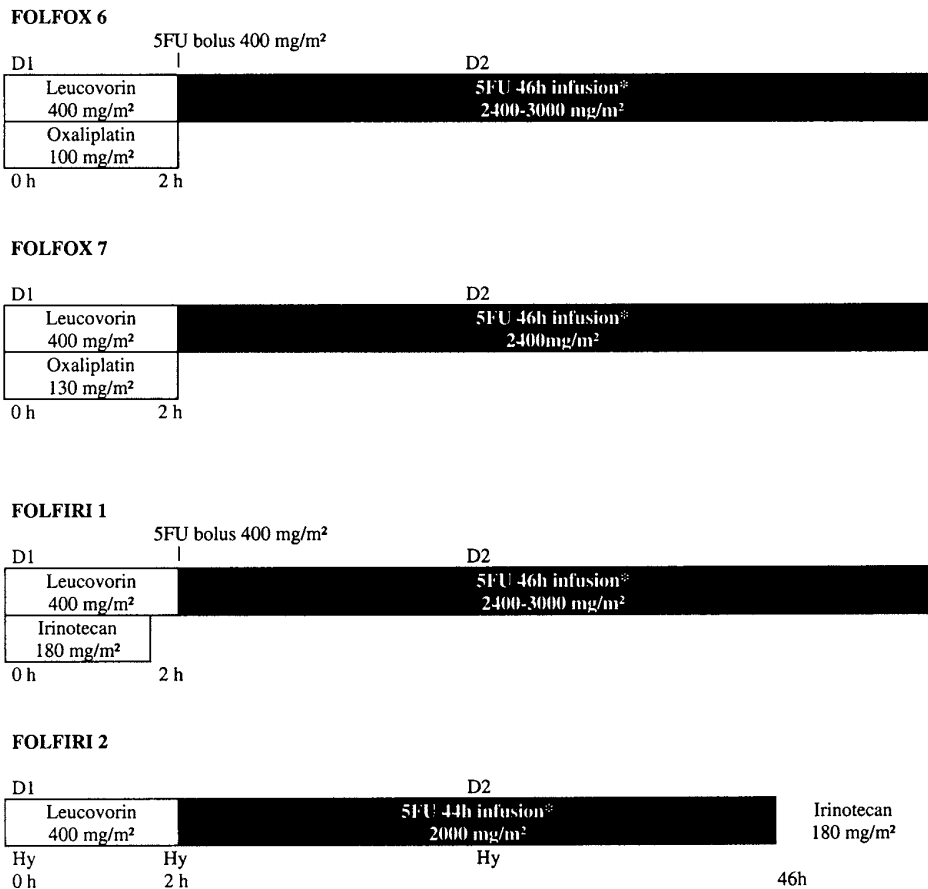 FOLFOX 6
5FU bolus 400 mg/m²
D1 D2
Leucovorin 5FU 46h infusion*
400 mg/m² 2400-3000 mg/m²
Oxaliplatin
100 mg/m²
0 h 2 h
FOLFOX 7
D1 D2
Leucovorin 5FU 46h infusion*
400 mg/m² 2400mg/m²
Oxaliplatin
130 mg/m²
0 h 2 h
FOLFIRI 1
5FU bolus 400 mg/m²
D1 D2
Leucovorin 5FU 46h infusion*
400 mg/m² 2400-3000 mg/m²
Irinotecan
180 mg/m²
0 h 2 h
FOLFIRI 2
D1 D2
Leucovorin 5FU 44h infusion* Irinotecan
400 mg/m² 2000 mg/m² 180 mg/m²
Hy Hy Hy
0 h 2 h 46h